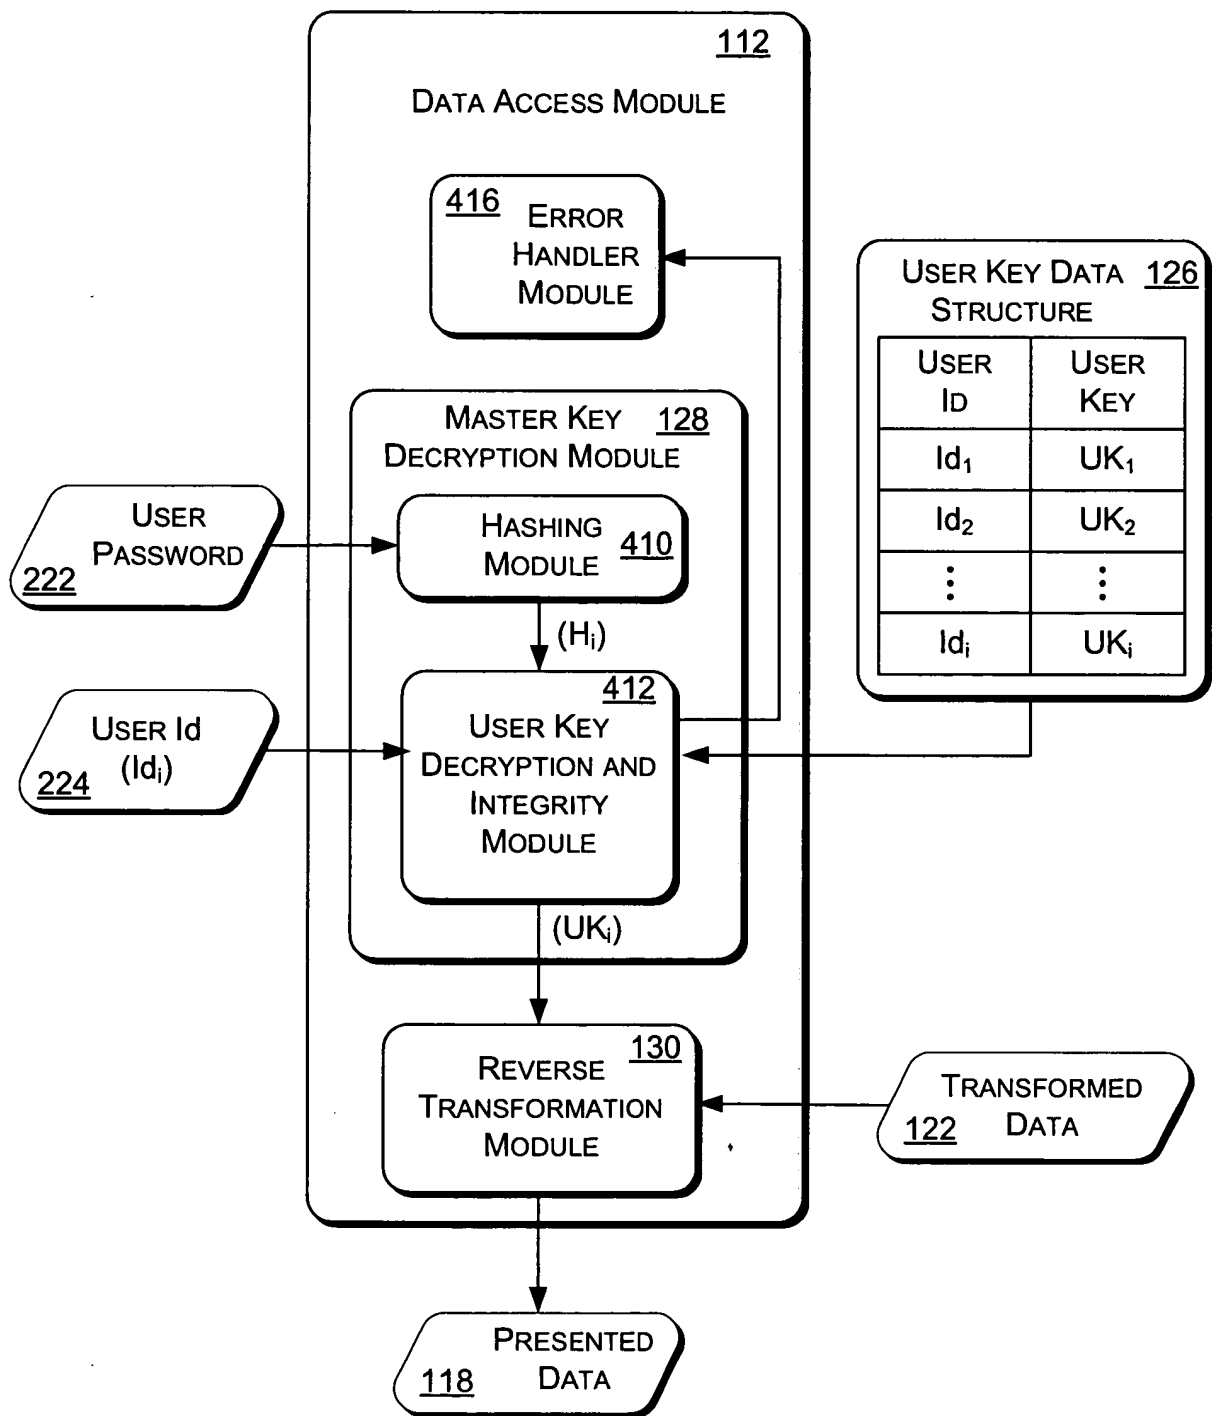 112
DATA ACCESS MODULE
416
ERROR
HANDLER
MODULE
USER KEY DATA 126
STRUCTURE
USER
ID
USER
KEY
Id1 UK1
Id2 UK2
⋮ ⋮
Idi UKi
MASTER KEY 128
DECRYPTION MODULE
USER
PASSWORD
222
HASHING
MODULE
410
(Hi)
412
USER KEY
DECRYPTION AND
INTEGRITY
MODULE
USER Id
(Idi)
224
(UKi)
130
REVERSE
TRANSFORMATION
MODULE
TRANSFORMED
DATA
122
PRESENTED
DATA
118